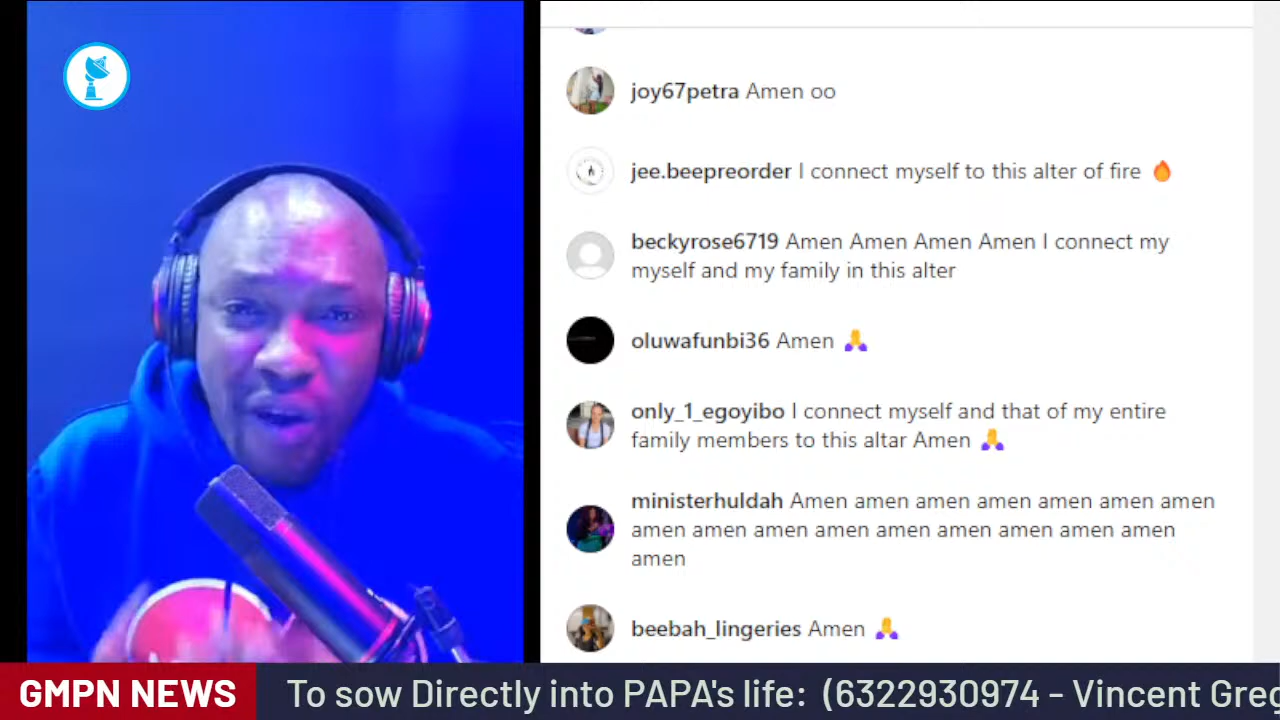 joy67petra Amen oo
jee.beepreorder I connect myself to this alter of fire 🔥
beckyrose6719 Amen Amen Amen Amen I connect my
myself and my family in this alter
oluwafunbi36 Amen 🙏
only_1_egoyibo I connect myself and that of my entire
family members to this altar Amen 🙏
ministerhuldah Amen amen amen amen amen amen amen
amen amen amen amen amen amen amen amen amen
amen
beebah_lingeries Amen 🙏
GMPN NEWS To sow Directly into PAPA's life: (6322930974 - Vincent Greg